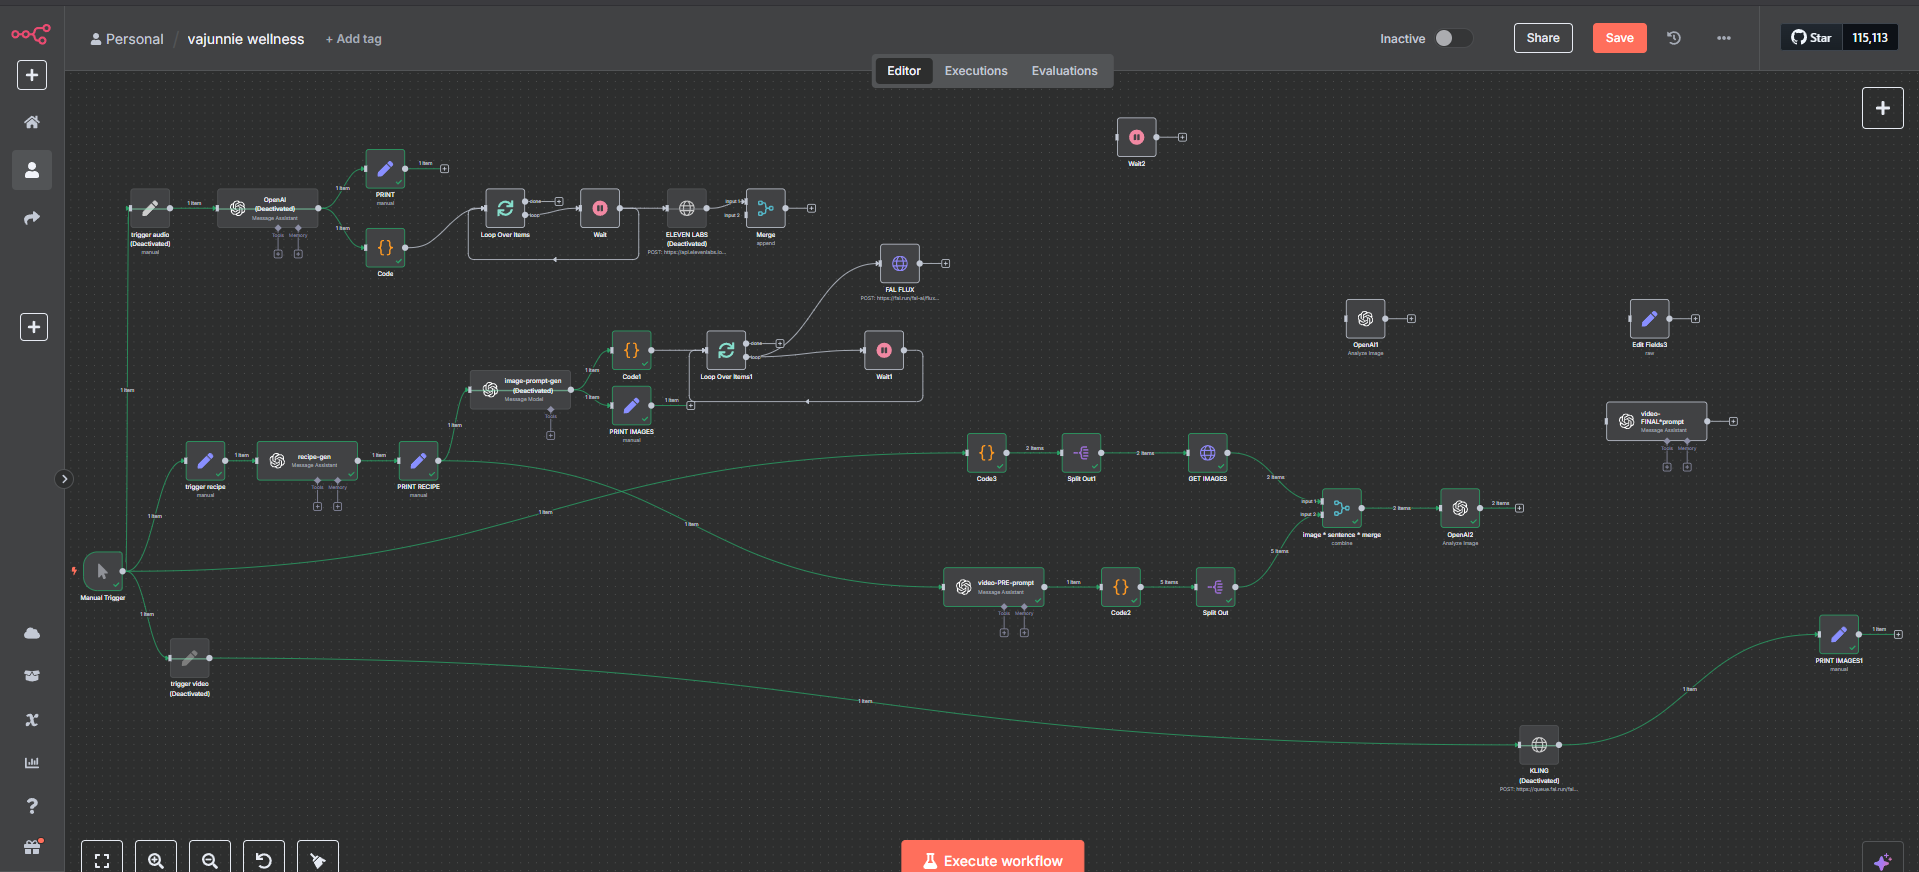 Personal / vajunnie wellness + Add tag
Inactive
Share
Save
Star 115,113
Editor Executions Evaluations
Wait2
1 item
PRINT
manual
1 item
OpenAI
(Deactivated)
Message Assistant
1 item
Tools Memory
trigger audio
(Deactivated)
manual
1 item
Code
done
loop
Loop Over Items
Wait
ELEVEN LABS
(Deactivated)
POST: https://api.elevenlabs.io...
Input 1
Input 2
Merge
append
FAL FLUX
POST: https://fal.run/fal-ai/flux...
OpenAI1
Analyze Image
Edit Fields3
raw
1 item
image-prompt-gen
(Deactivated)
Message Model
Tools
1 item
Code1
1 item
1 item
PRINT IMAGES
manual
done
loop
Loop Over Items1
Wait1
video-
FINAL*prompt
Message Assistant
Tools Memory
1 item
trigger recipe
manual
1 item
recipe-gen
Message Assistant
Tools Memory
1 item
PRINT RECIPE
manual
1 item
Code3
2 items
Split Out1
2 items
GET IMAGES
2 items
Input 1
Input 2
image * sentence * merge
combine
2 items
OpenAI2
Analyze Image
2 items
1 item
1 item
1 item
5 items
Manual Trigger
video-PRE-prompt
Message Assistant
Tools Memory
1 item
Code2
5 items
Split Out
1 item
trigger video
(Deactivated)
1 item
1 item
PRINT IMAGES1
manual
1 item
KLING
(Deactivated)
POST: https://queue.fal.run/fal...
Execute workflow